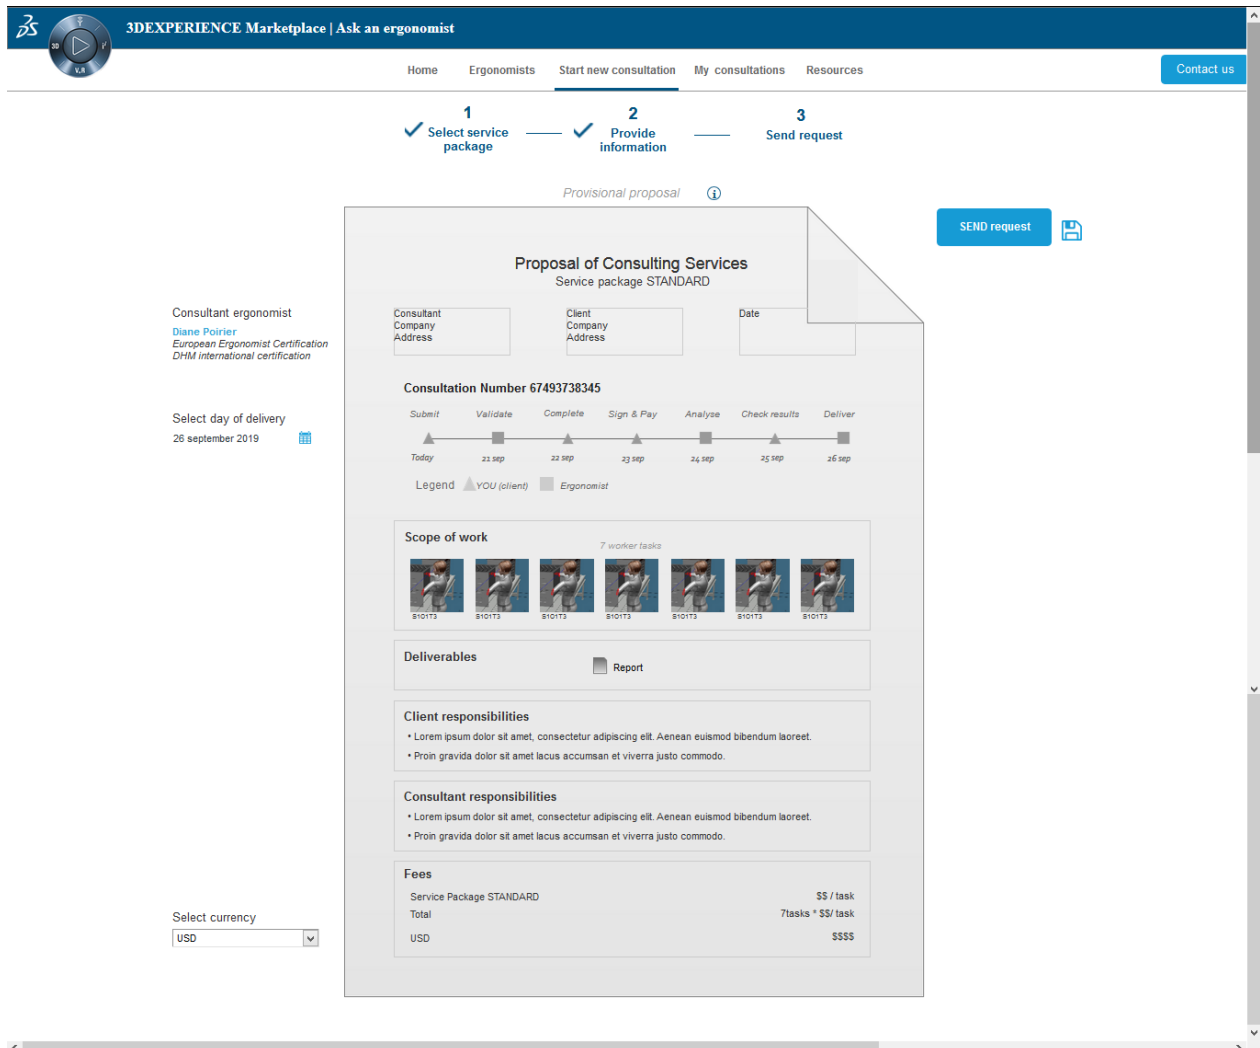 3DEXPERIENCE Marketplace | Ask an ergonomist
3D
V.R
Home Ergonomists Start new consultation My consultations Resources
Contact us
1
Select service
package
2
Provide
information
3
Send request
Provisional proposal
SEND request
Proposal of Consulting Services
Service package STANDARD
Consultant ergonomist
Diane Poirier
European Ergonomist Certification
DHM international certification
Consultant
Company
Address
Client
Company
Address
Date
Consultation Number 67493738345
Select day of delivery
26 september 2019
Submit Validate Complete Sign & Pay Analyse Check results Deliver
Today 21 sep 22 sep 23 sep 24 sep 25 sep 26 sep
Legend YOU (client) Ergonomist
Scope of work
7 worker tasks
S101T3 S101T3 S101T3 S101T3 S101T3 S101T3 S101T3
Deliverables
Report
Client responsibilities
• Lorem ipsum dolor sit amet, consectetur adipiscing elit. Aenean euismod bibendum laoreet.
• Proin gravida dolor sit amet lacus accumsan et viverra justo commodo.
Consultant responsibilities
• Lorem ipsum dolor sit amet, consectetur adipiscing elit. Aenean euismod bibendum laoreet.
• Proin gravida dolor sit amet lacus accumsan et viverra justo commodo.
Fees
Service Package STANDARD $$ / task
Total 7tasks * $$/ task
USD $$$$
Select currency
USD